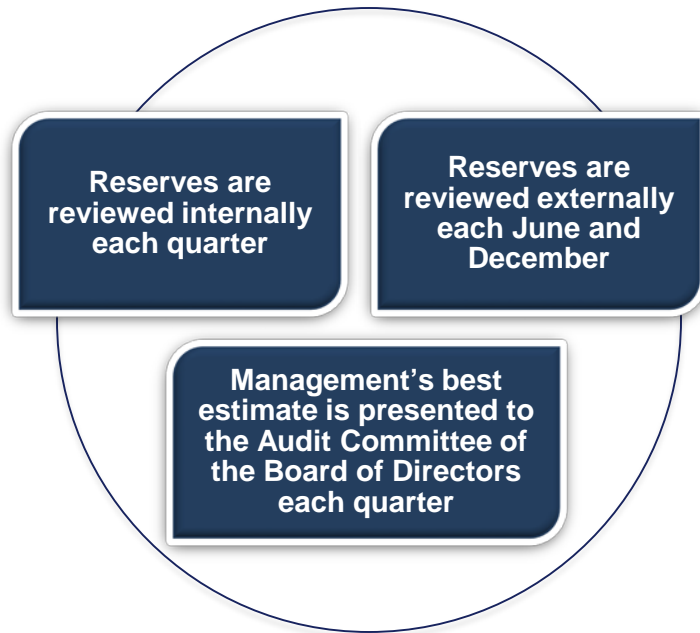 Reserves are
reviewed internally
each quarter
Reserves are
reviewed externally
each June and
December
Management’s best
estimate is presented to
the Audit Committee of
the Board of Directors
each quarter